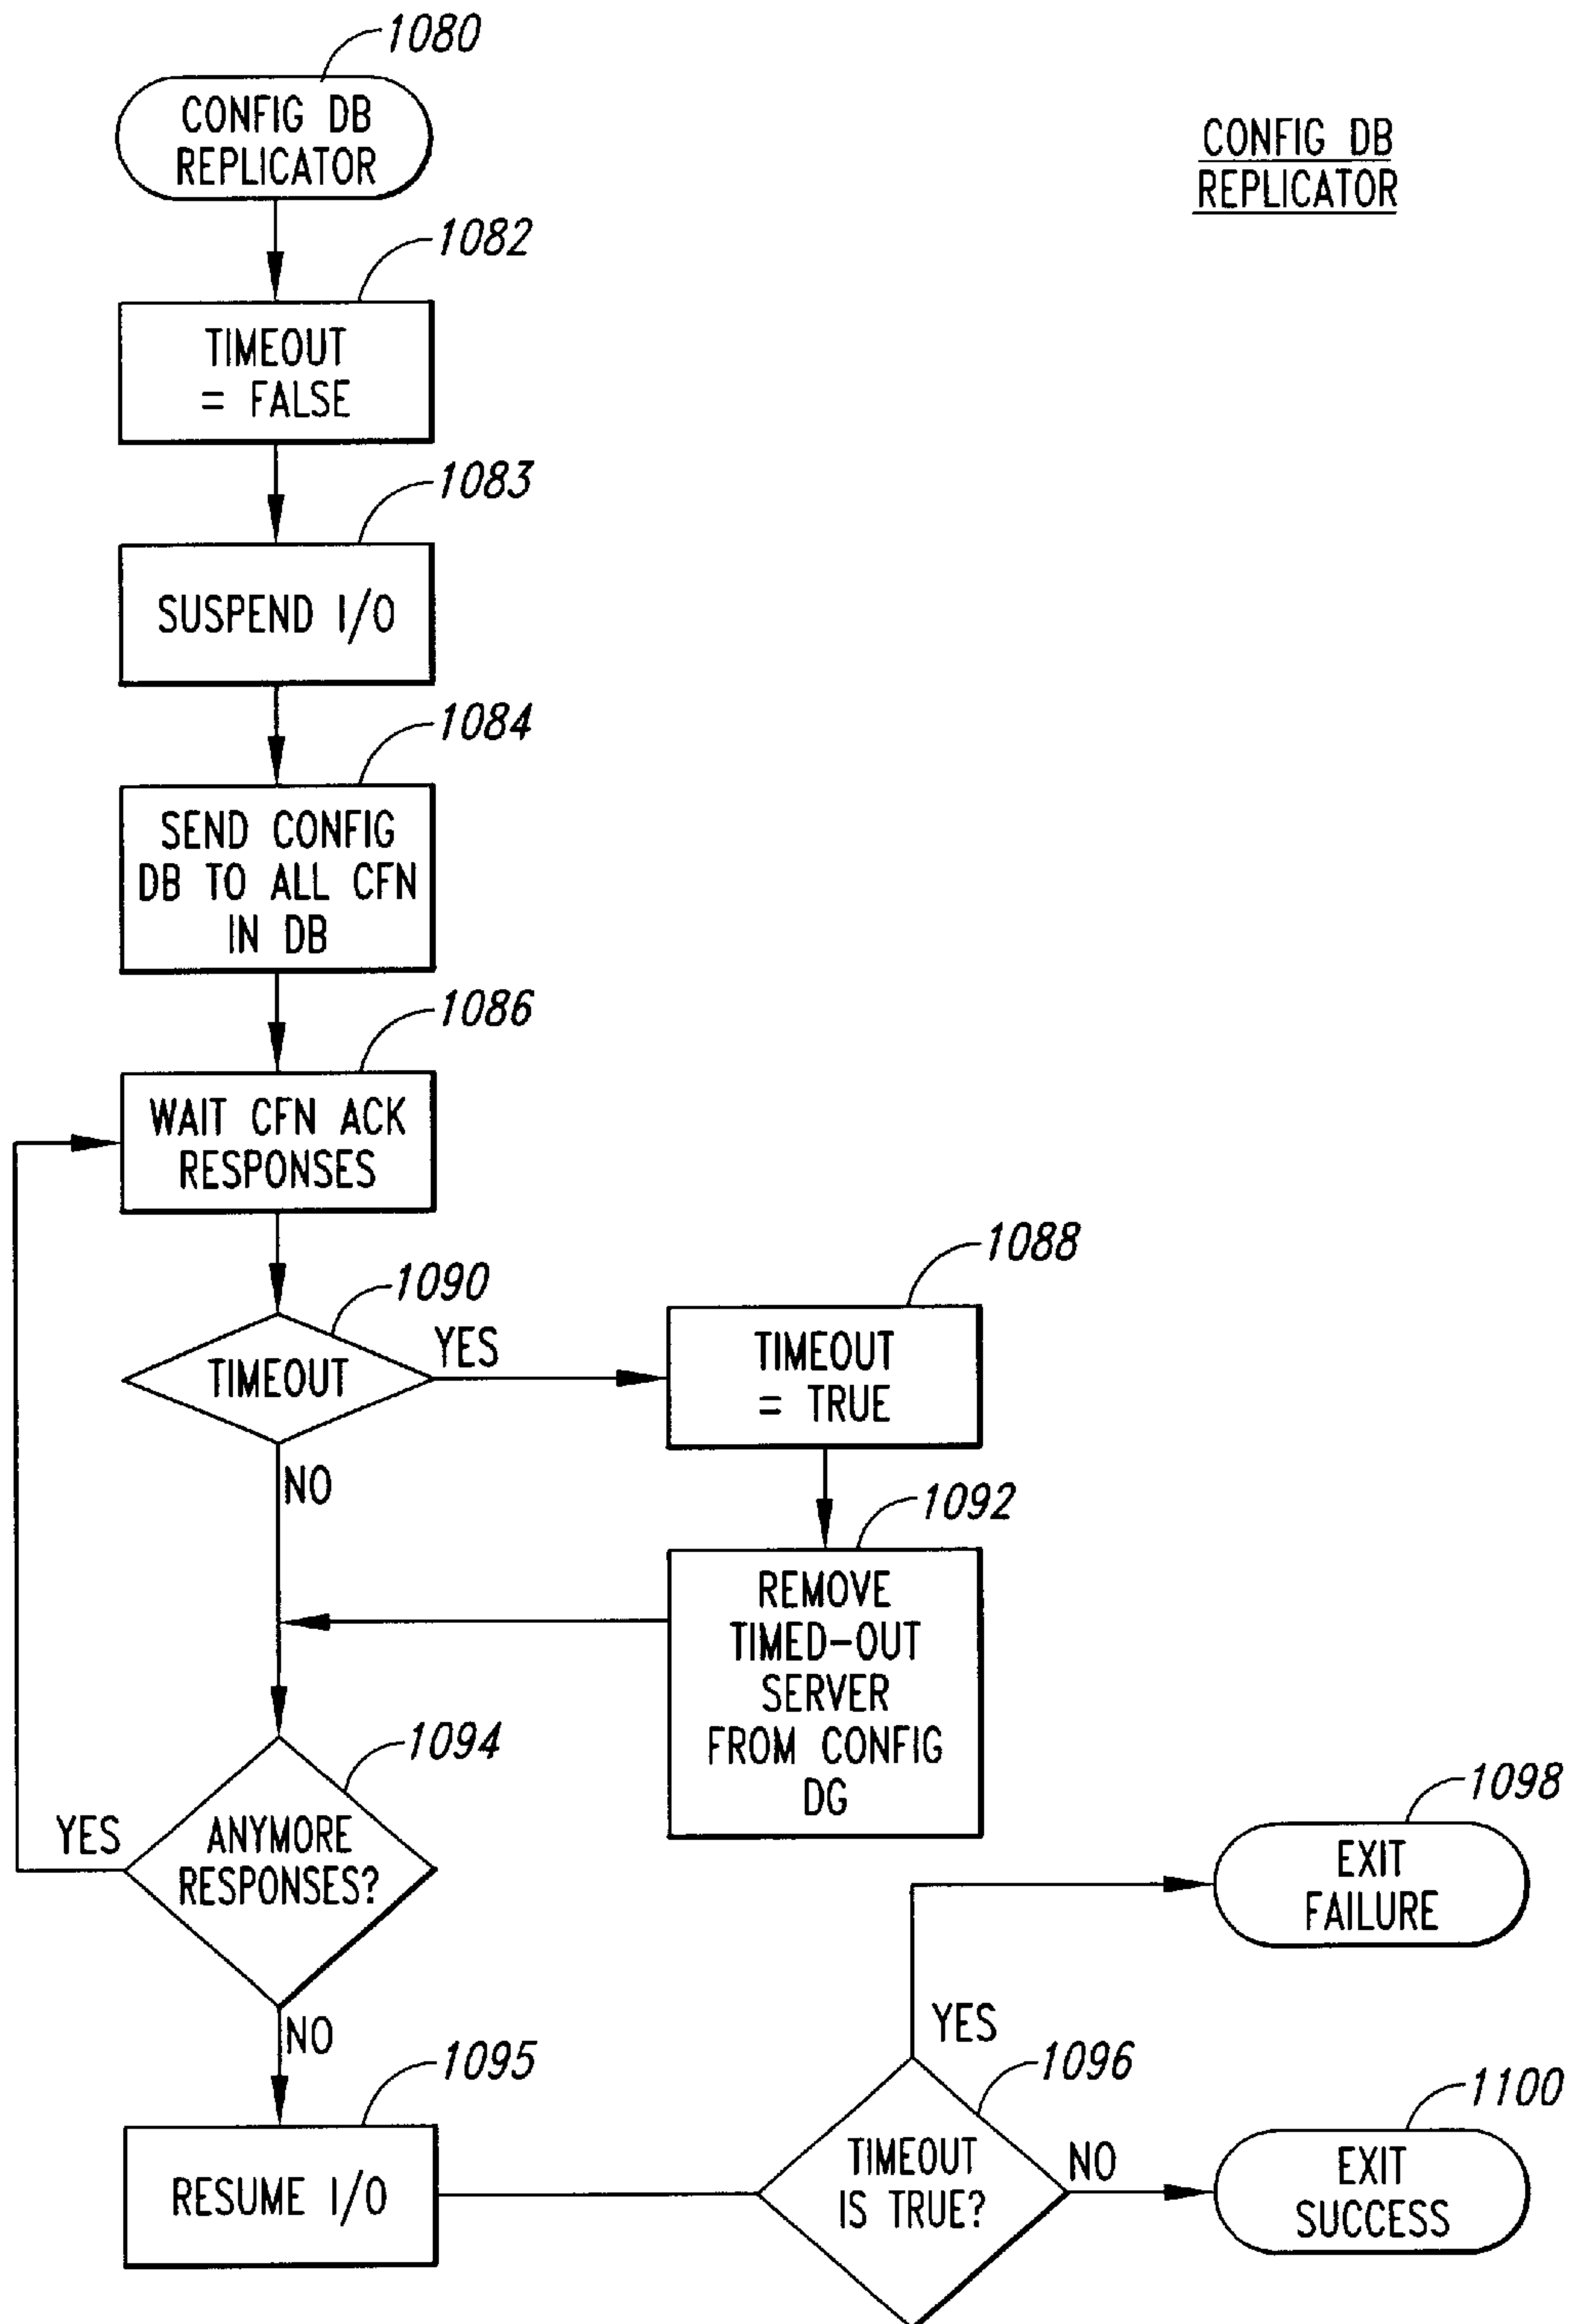 1080
CONFIG DB
REPLICATOR
CONFIG DB
REPLICATOR
1082
TIMEOUT
= FALSE
1083
SUSPEND I/O
1084
SEND CONFIG
DB TO ALL CFN
IN DB
1086
WAIT CFN ACK
RESPONSES
1090
TIMEOUT
YES
NO
1088
TIMEOUT
= TRUE
1092
REMOVE
TIMED-OUT
SERVER
FROM CONFIG
DG
1094
ANYMORE
RESPONSES?
YES
NO
1095
RESUME I/O
1096
TIMEOUT
IS TRUE?
YES
NO
1098
EXIT
FAILURE
1100
EXIT
SUCCESS